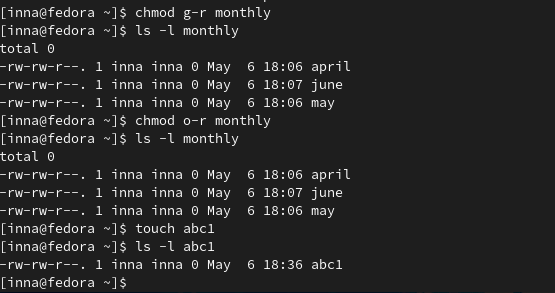 [inna@fedora ~]$ chmod g-r monthly
[inna@fedora ~]$ ls -l monthly
total 0
-rw-rw-r--. 1 inna inna 0 May  6 18:06 april
-rw-rw-r--. 1 inna inna 0 May  6 18:07 june
-rw-rw-r--. 1 inna inna 0 May  6 18:06 may
[inna@fedora ~]$ chmod o-r monthly
[inna@fedora ~]$ ls -l monthly
total 0
-rw-rw-r--. 1 inna inna 0 May  6 18:06 april
-rw-rw-r--. 1 inna inna 0 May  6 18:07 june
-rw-rw-r--. 1 inna inna 0 May  6 18:06 may
[inna@fedora ~]$ touch abc1
[inna@fedora ~]$ ls -l abc1
-rw-rw-r--. 1 inna inna 0 May  6 18:36 abc1
[inna@fedora ~]$